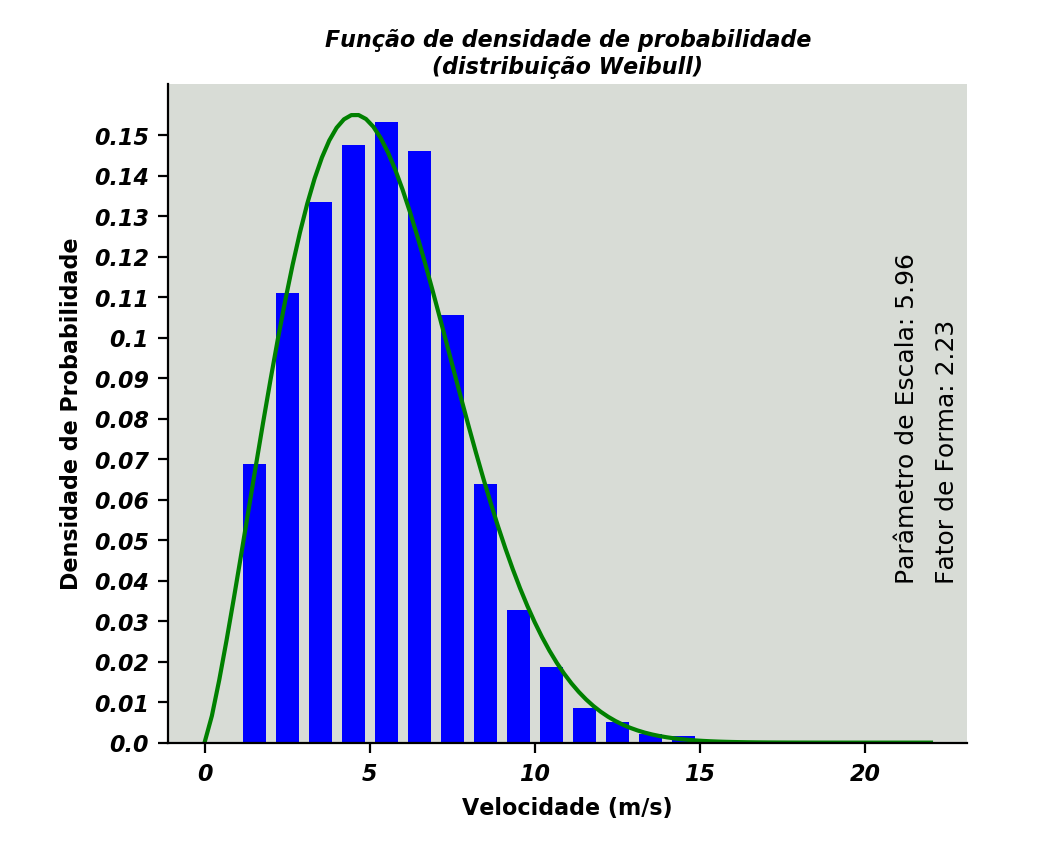 Função de densidade de probabilidade
(distribuição Weibull)
0.15
0.14
0.13
0.12
0.11
0.1
0.09
0.08
0.07
0.06
0.05
0.04
0.03
0.02
0.01
0.0
Densidade de Probabilidade
Parâmetro de Escala: 5.96
Fator de Forma: 2.23
0 5 10 15 20
Velocidade (m/s)